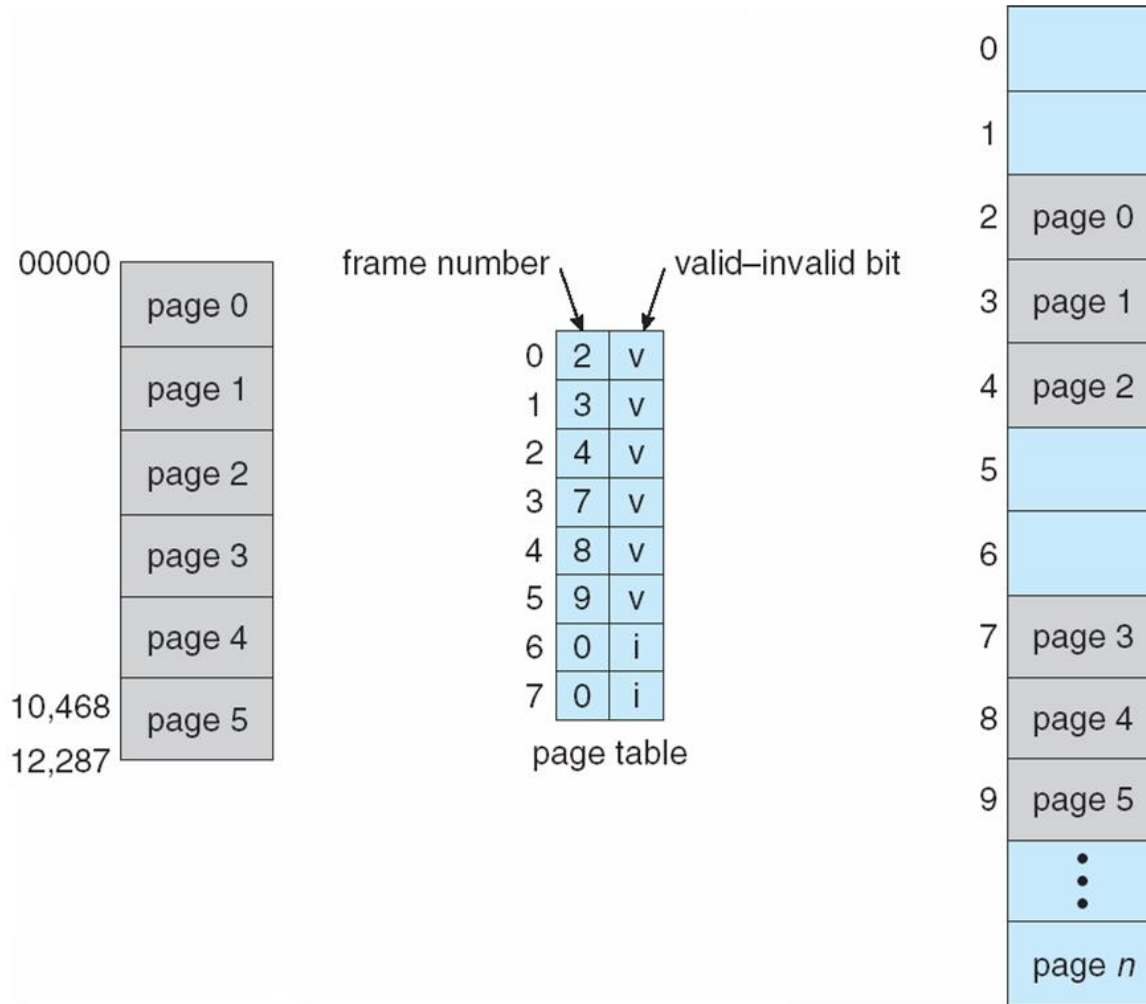 00000
page 0
page 1
page 2
page 3
page 4
10,468
page 5
12,287
frame number
valid–invalid bit
0 2 v
1 3 v
2 4 v
3 7 v
4 8 v
5 9 v
6 0 i
7 0 i
page table
0
1
2 page 0
3 page 1
4 page 2
5
6
7 page 3
8 page 4
9 page 5
page n